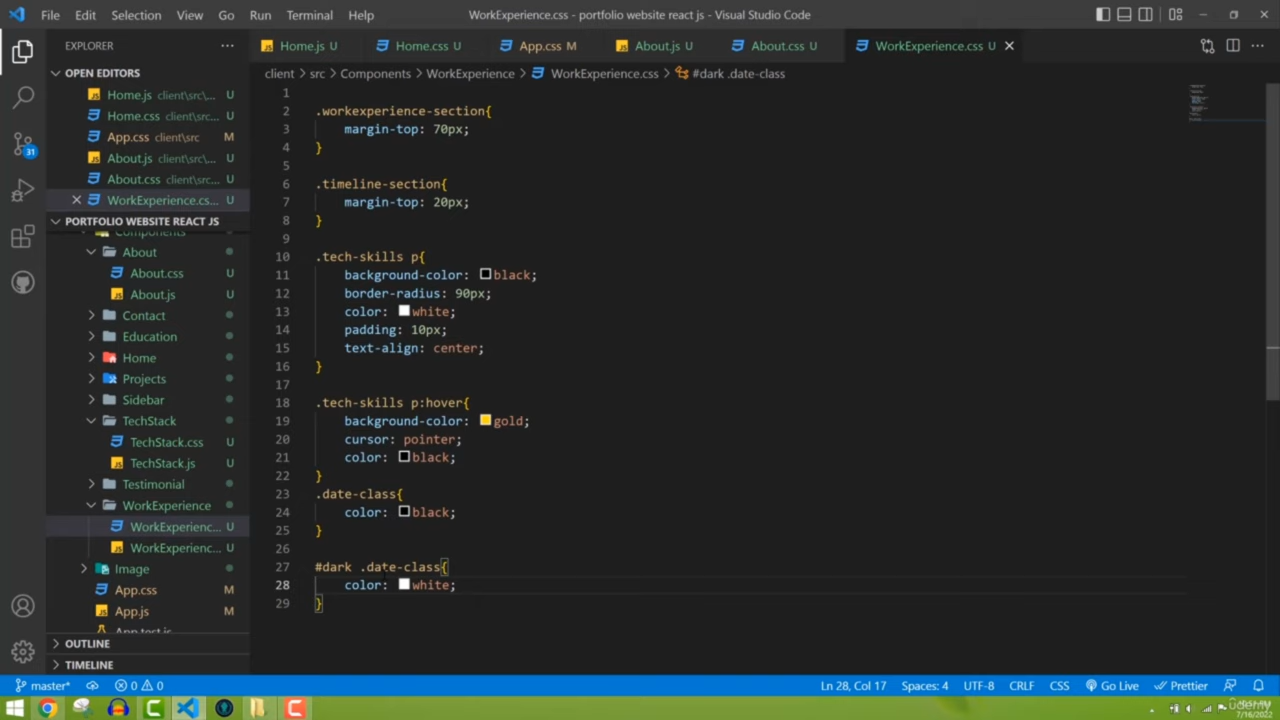 File Edit Selection View Go Run Terminal Help WorkExperience.css - portfolio website react js - Visual Studio Code
EXPLORER
Home.js U Home.css U App.css M About.js U About.css U WorkExperience.css U
OPEN EDITORS
client > src > Components > WorkExperience > WorkExperience.css > #dark .date-class
Home.js client\src\... U
Home.css client\src\... U
App.css client\src M
About.js client\src\... U
About.css client\src... U
WorkExperience.cs... U
PORTFOLIO WEBSITE REACT JS
Components
About
About.css U
About.js U
Contact
Education
Home
Projects
Sidebar
TechStack
TechStack.css U
TechStack.js U
Testimonial
WorkExperience
WorkExperienc... U
WorkExperienc... U
Image
App.css M
App.js M
App.test.js U
OUTLINE
TIMELINE
1
2 .workexperience-section{
3 margin-top: 70px;
4 }
5
6 .timeline-section{
7 margin-top: 20px;
8 }
9
10 .tech-skills p{
11 background-color: black;
12 border-radius: 90px;
13 color: white;
14 padding: 10px;
15 text-align: center;
16 }
17
18 .tech-skills p:hover{
19 background-color: gold;
20 cursor: pointer;
21 color: black;
22 }
23 .date-class{
24 color: black;
25 }
26
27 #dark .date-class{
28 color: white;
29 }
31
master* 0 0 Ln 28, Col 17 Spaces: 4 UTF-8 CRLF CSS Go Live Prettier
udemy
7/16/2022